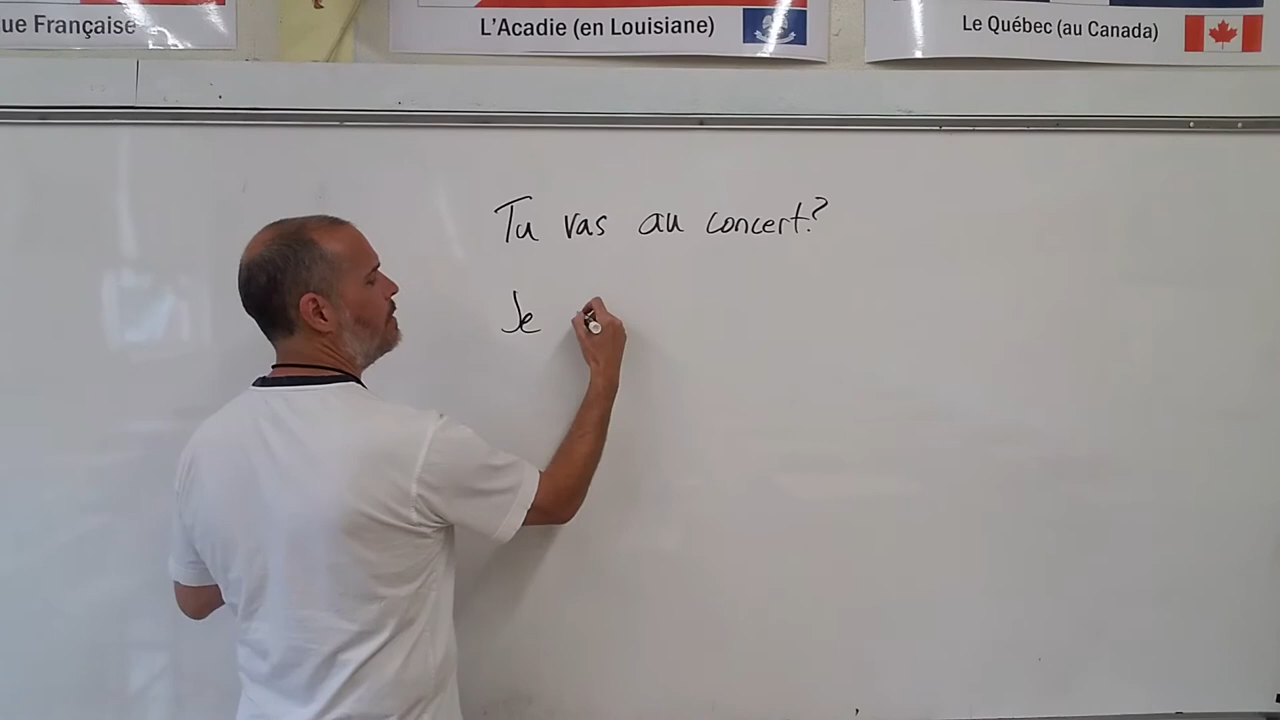 ue Française
L'Acadie (en Louisiane)
Le Québec (au Canada)
Tu vas au concert?
Je